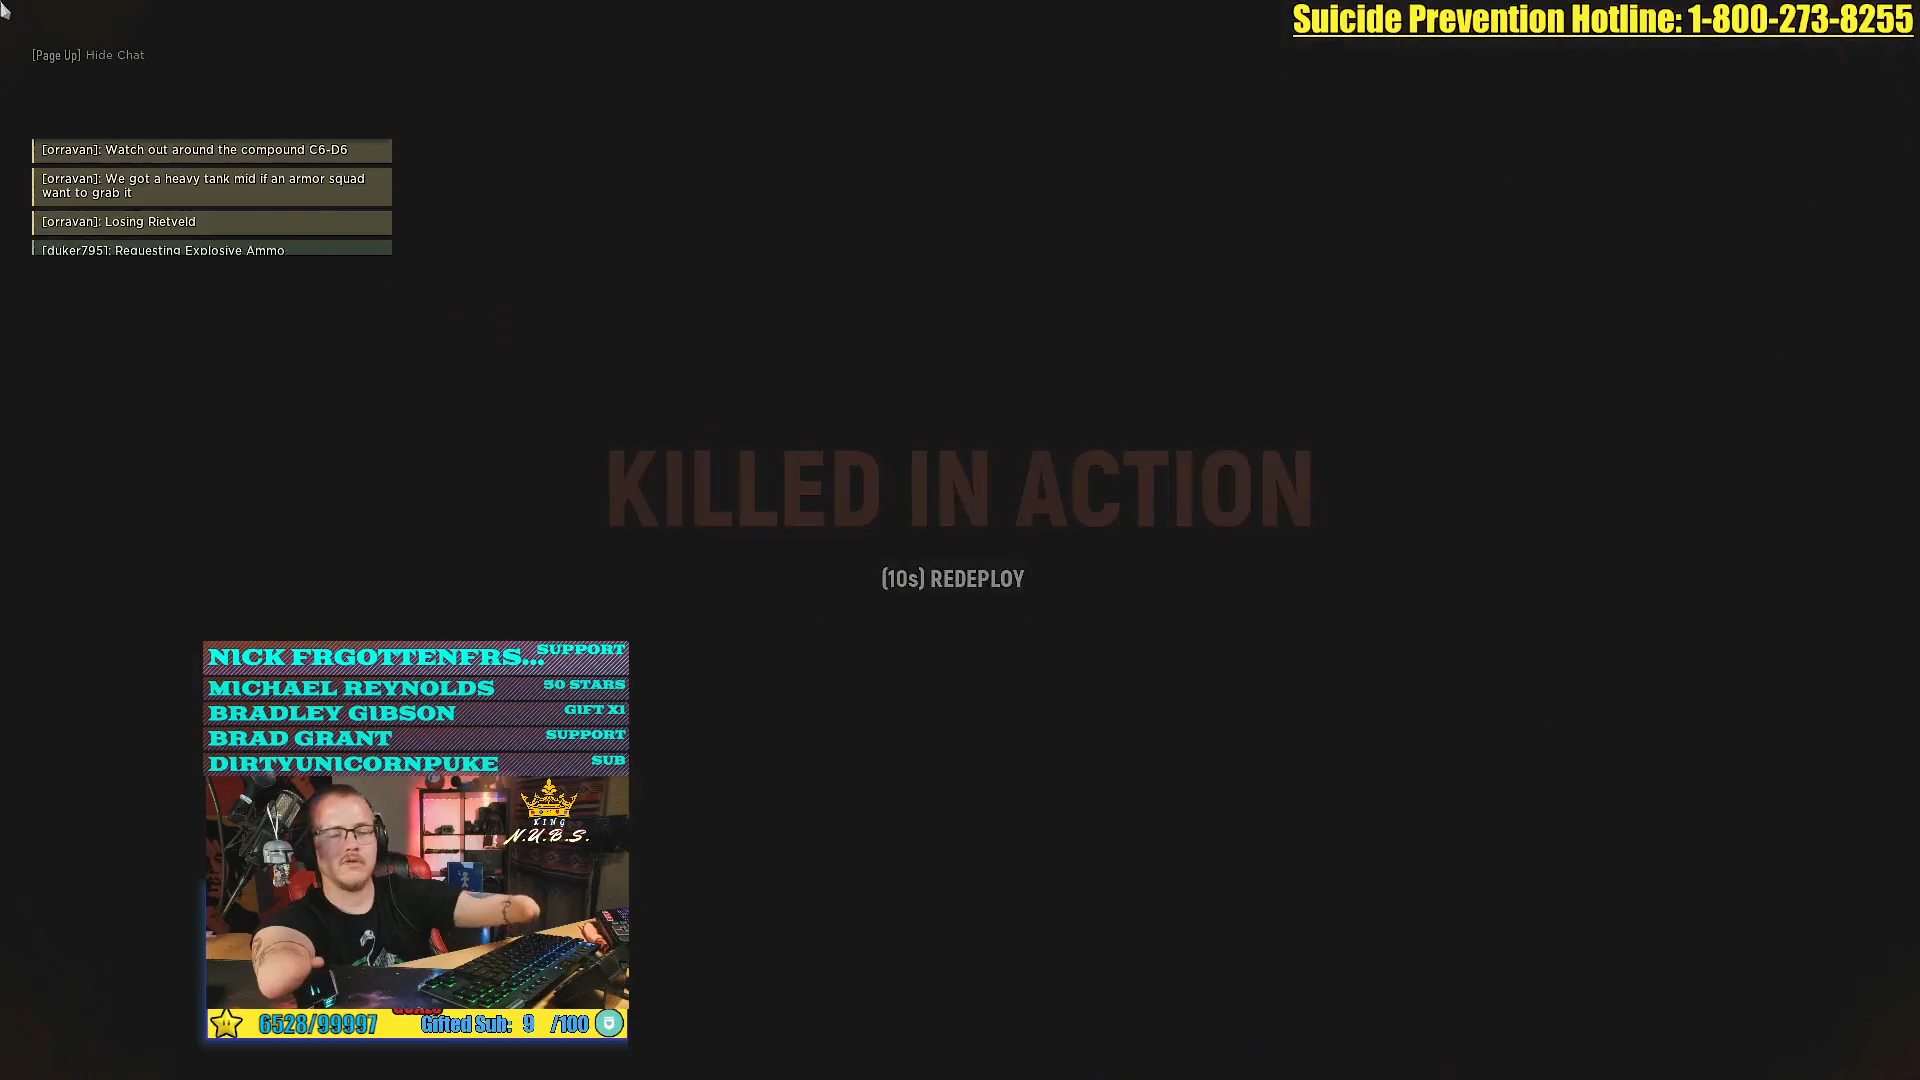 Suicide Prevention Hotline: 1-800-273-8255
[Page Up] Hide Chat
[orravan]: Watch out around the compound C6-D6
[orravan]: We got a heavy tank mid if an armor squad
want to grab it
[orravan]: Losing Rietveld
[duker795]: Requesting Explosive Ammo
KILLED IN ACTION
(10s) REDEPLOY
NICK FRGOTTENFRS... SUPPORT
MICHAEL REYNOLDS 50 STARS
BRADLEY GIBSON GIFT X1
BRAD GRANT SUPPORT
DIRTYUNICORNPUKE SUB
KING
N.U.B.S.
6528/99997 Gifted Sub: 9 /100